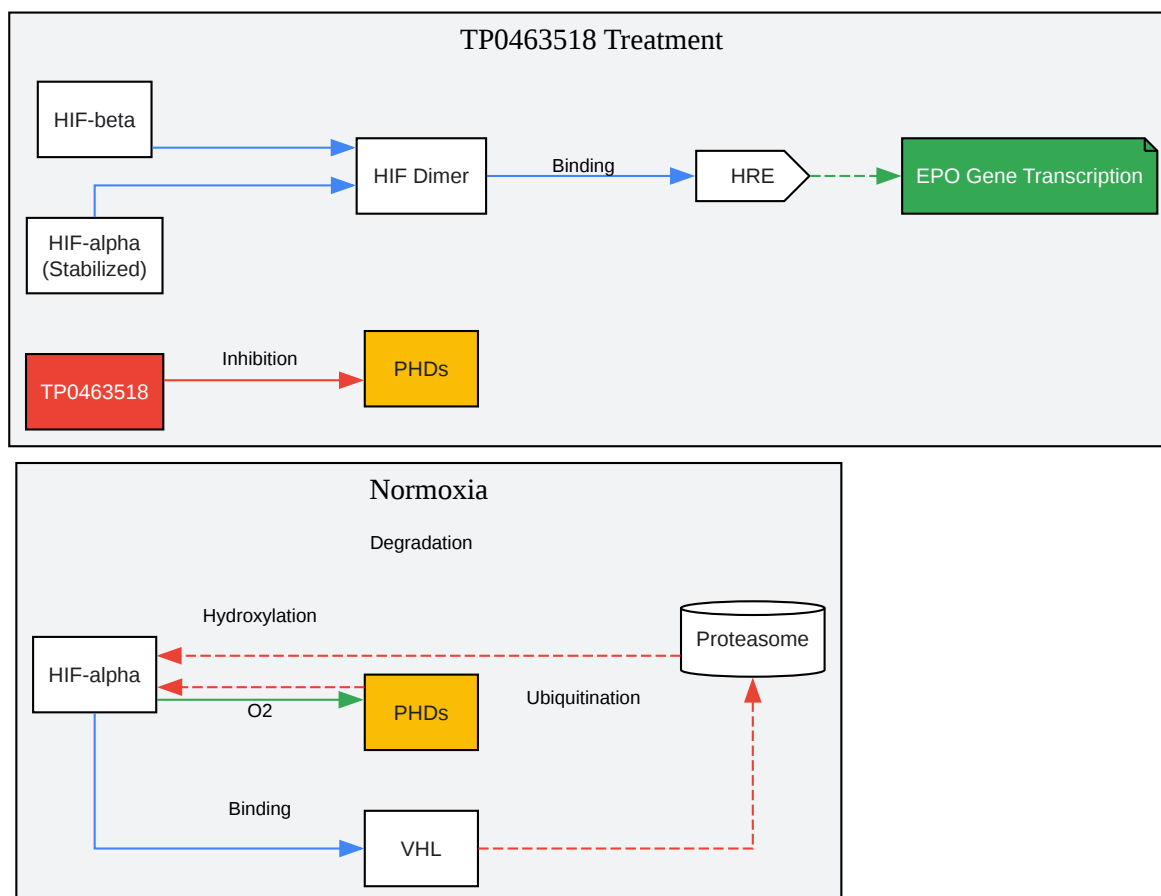 TP0463518 Treatment
HIF-beta
HIF Dimer
Binding
HRE
EPO Gene Transcription
HIF-alpha
(Stabilized)
Inhibition
TP0463518
PHDs
Normoxia
Degradation
Hydroxylation
Proteasome
HIF-alpha
Ubiquitination
O2
PHDs
Binding
VHL